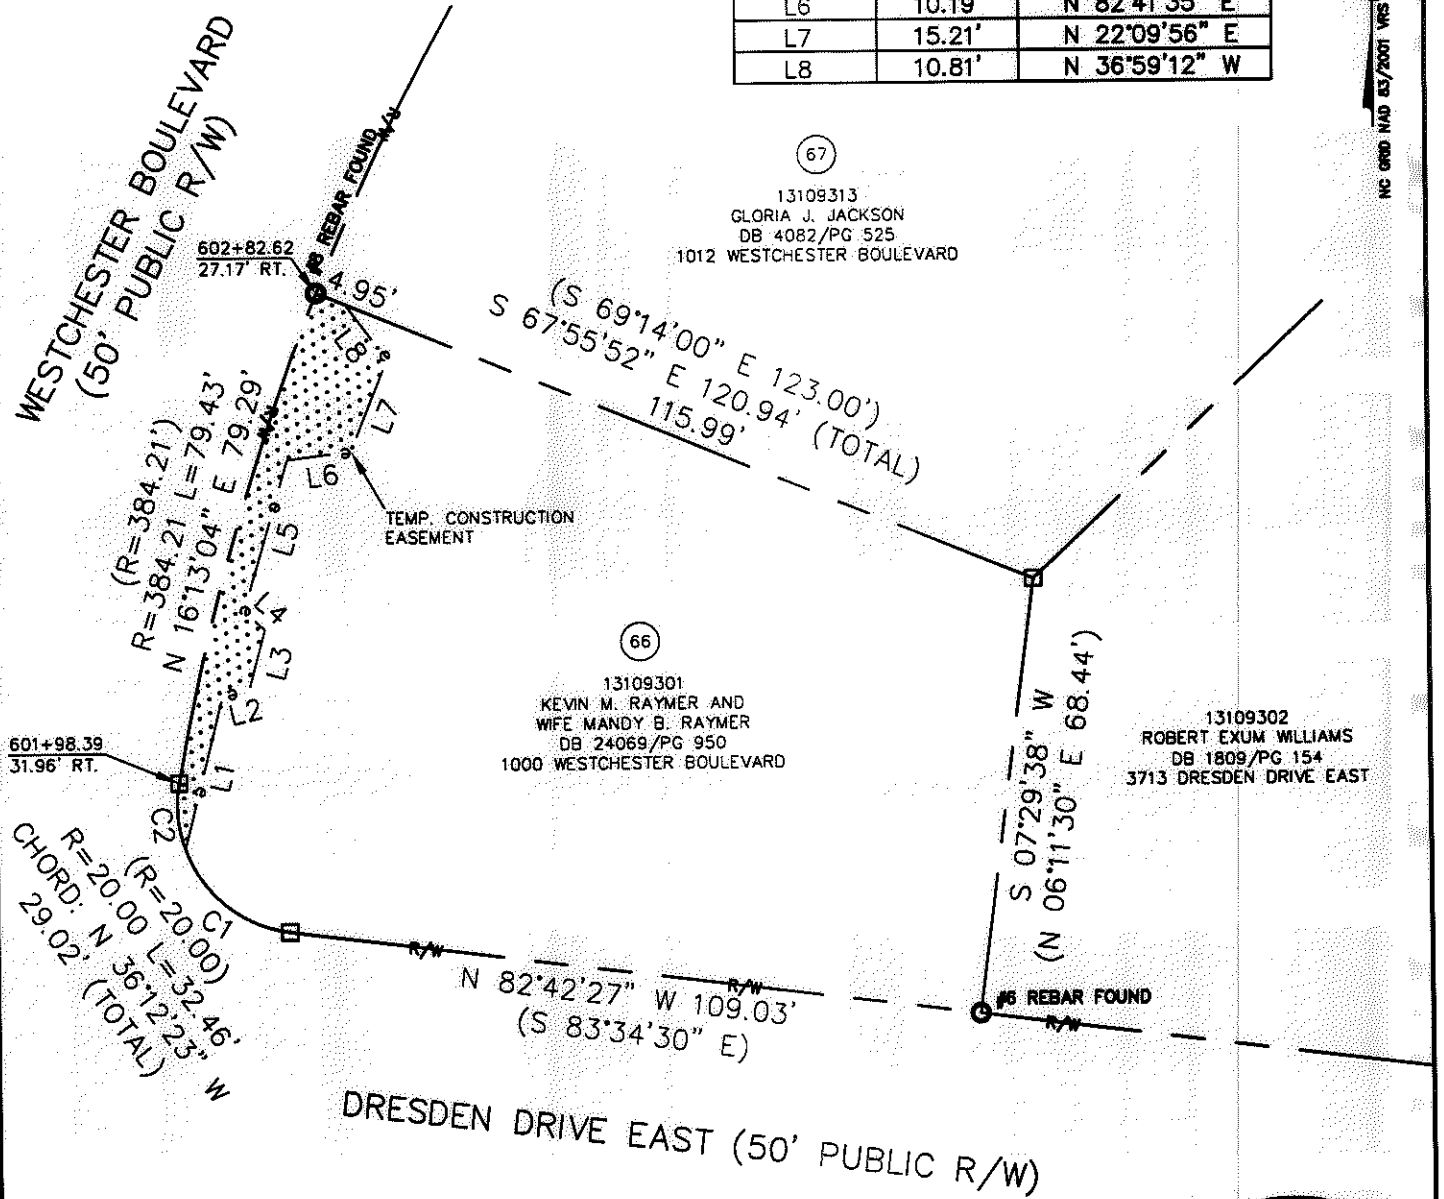 L6 10.19' N 82°41'35" E
L7 15.21' N 22°09'56" E
L8 10.81' N 36°59'12" W
NC GRID NAD 83/2001 VRS
WESTCHESTER BOULEVARD
(50' PUBLIC R/W)
R/W
#8 REBAR FOUND
67
13109313
GLORIA J. JACKSON
DB 4082/PG 525
1012 WESTCHESTER BOULEVARD
602+82.62
27.17' RT.
4.95'
(S 69°14'00" E 123.00')
S 67°55'52" E 120.94' (TOTAL)
115.99'
L8
e
L7
R/W
e
L6
(R=384.21')
R=384.21 L=79.43'
N 16°13'04" E 79.29'
TEMP. CONSTRUCTION
EASEMENT
e
L5
L4
e
L3
e
L2
66
13109301
KEVIN M. RAYMER AND
WIFE MANDY B. RAYMER
DB 24069/PG 950
1000 WESTCHESTER BOULEVARD
S 07°29'38" W
(N 06°11'30" E 68.44')
13109302
ROBERT EXUM WILLIAMS
DB 1809/PG 154
3713 DRESDEN DRIVE EAST
601+98.39
31.96' RT.
L1
e
C2
C1
(R=20.00)
R=20.00 L=32.46'
CHORD: N 36°12'23" W
29.02' (TOTAL)
R/W
R/W
N 82°42'27" W 109.03'
(S 83°34'30" E)
#6 REBAR FOUND
R/W
DRESDEN DRIVE EAST (50' PUBLIC R/W)